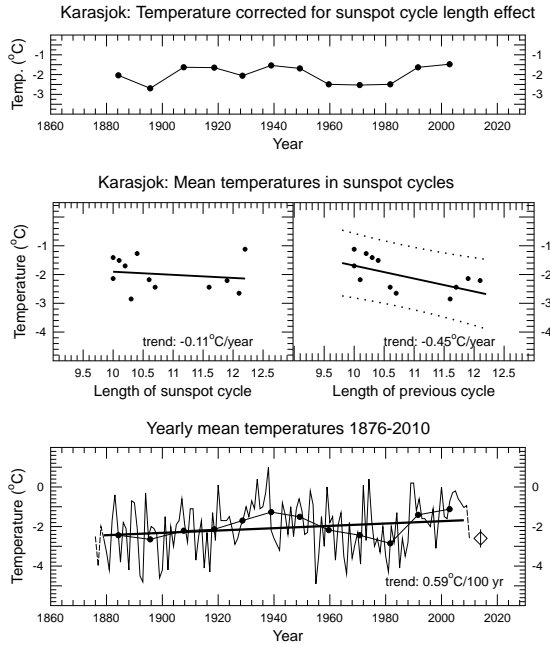 Karasjok: Temperature corrected for sunspot cycle length effect
Temp. (°C)
-1
-2
-3
-1
-2
-3
1860 1880 1900 1920 1940 1960 1980 2000 2020
Year
Karasjok: Mean temperatures in sunspot cycles
Temperature (°C)
-1
-2
-3
-4
-1
-2
-3
-4
trend: -0.11°C/year
trend: -0.45°C/year
9.5 10 10.5 11 11.5 12 12.5
9.5 10 10.5 11 11.5 12 12.5
Length of sunspot cycle
Length of previous cycle
Yearly mean temperatures 1876-2010
Temperature (°C)
0
-2
-4
0
-2
-4
trend: 0.59°C/100 yr
1860 1880 1900 1920 1940 1960 1980 2000 2020
Year